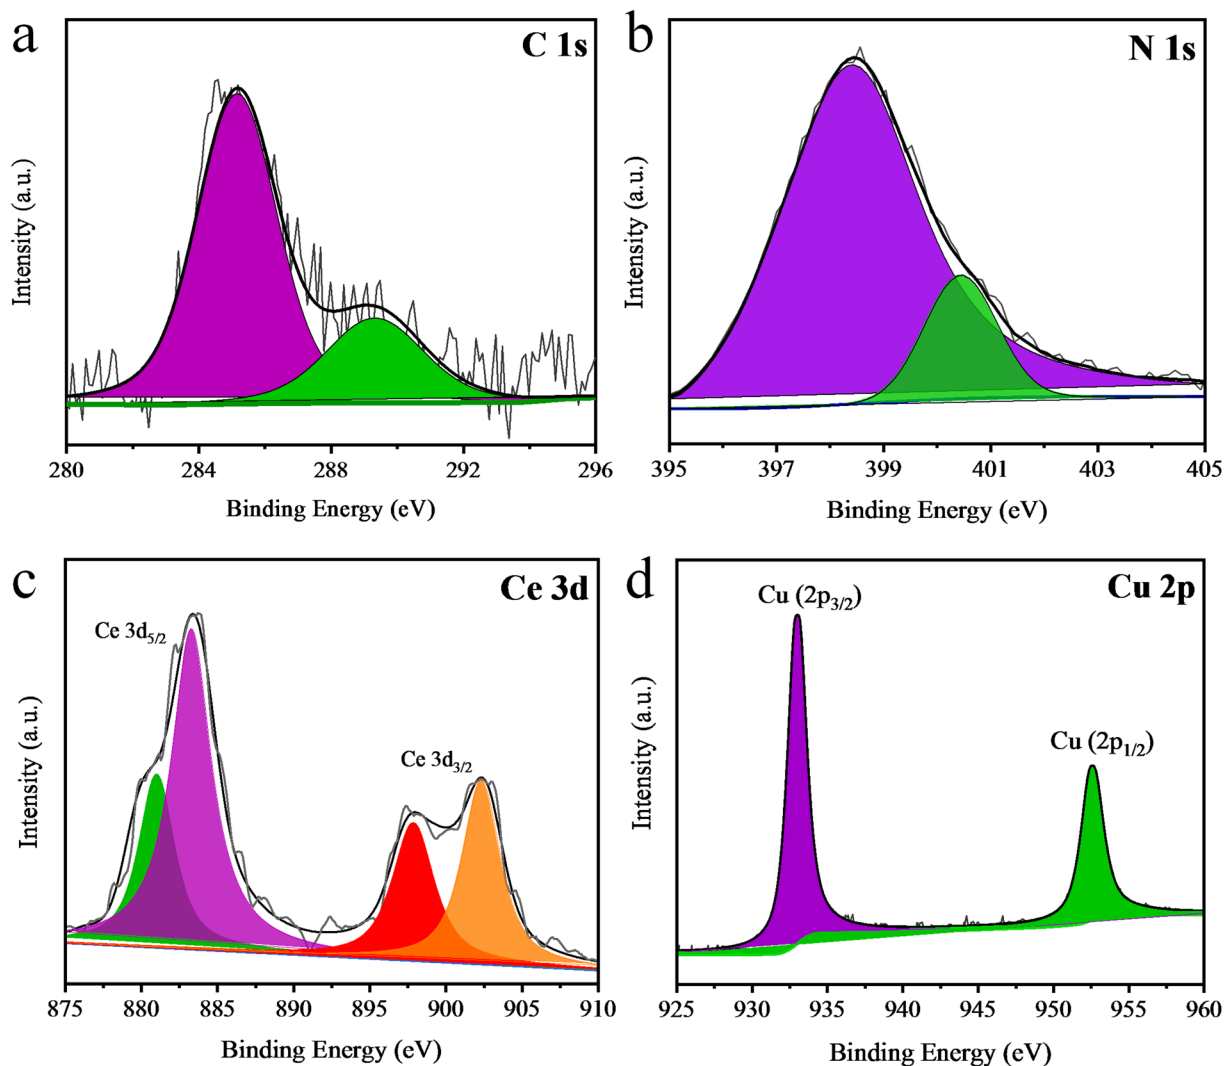 a
C 1s
Intensity (a.u.)
280 284 288 292 296
Binding Energy (eV)
b
N 1s
Intensity (a.u.)
395 397 399 401 403 405
Binding Energy (eV)
c
Ce 3d
Ce 3d5/2
Ce 3d3/2
Intensity (a.u.)
875 880 885 890 895 900 905 910
Binding Energy (eV)
d
Cu 2p
Cu (2p3/2)
Cu (2p1/2)
Intensity (a.u.)
925 930 935 940 945 950 955 960
Binding Energy (eV)